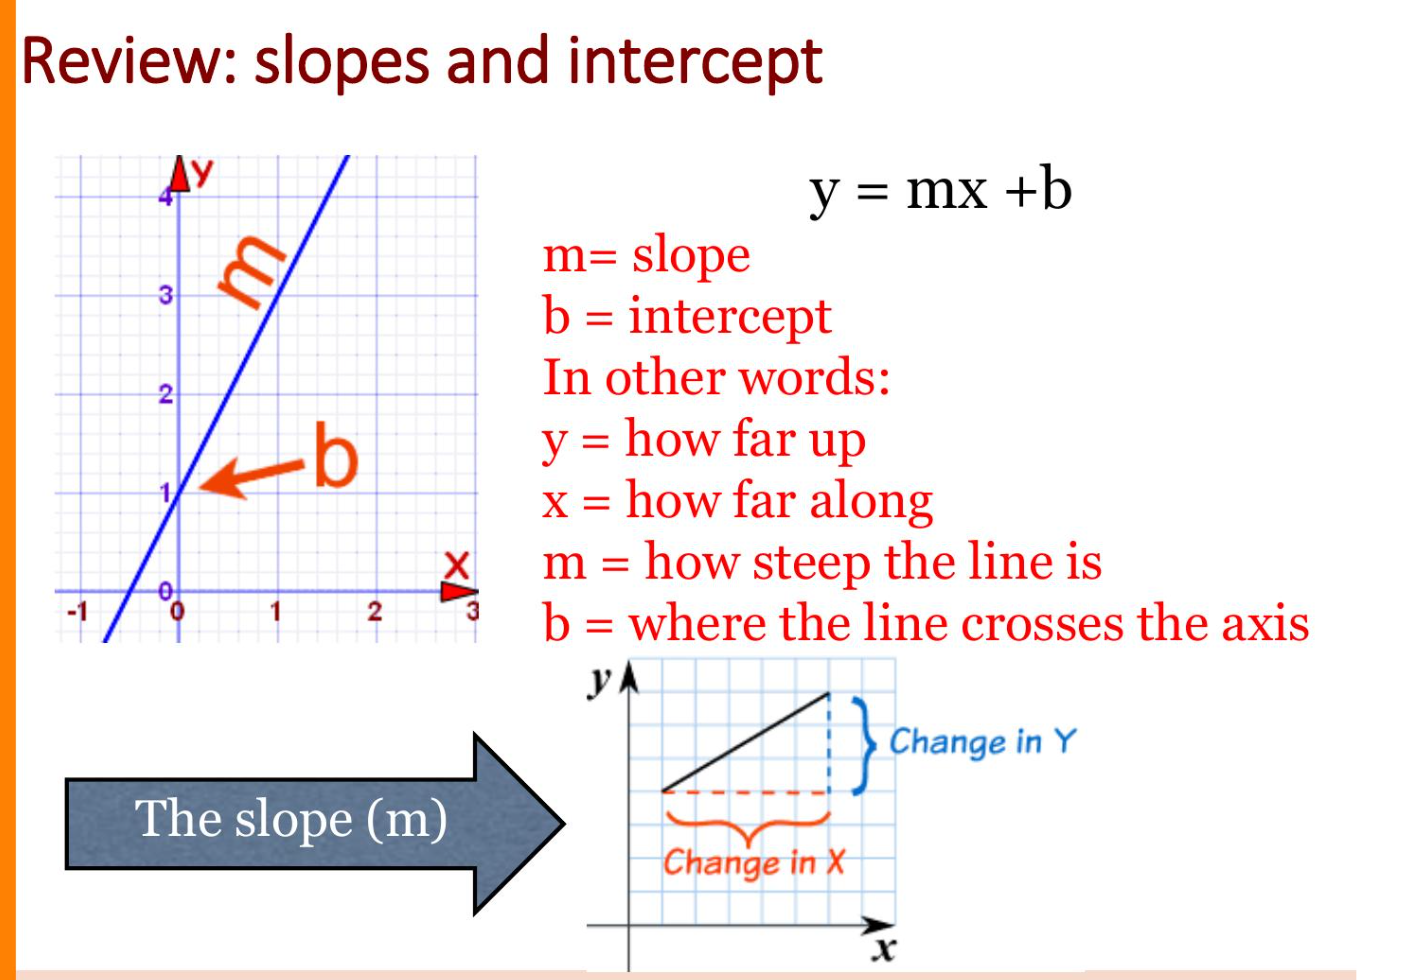 Review: slopes and intercept
y
4
m
3
2
b
1
x
0
-1
0
1
2
3
y = mx +b
m= slope
b = intercept
In other words:
y = how far up
x = how far along
m = how steep the line is
b = where the line crosses the axis
The slope (m)
y
Change in Y
Change in X
x